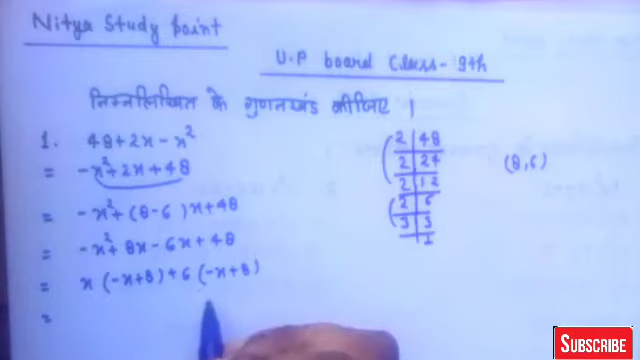 Nitya Study Point
U.P board Class- 9th
निम्नलिखित के गुणनखंड कीजिए ।
1. 48+2x-x²
= -x²+2x+48
= -x²+(8-6)x+48
= -x²+8x-6x+48
= x(-x+8)+6(-x+8)
=
2 | 48
2 | 24
2 | 12
2 | 6
3 | 3
1
(8,6)
SUBSCRIBE